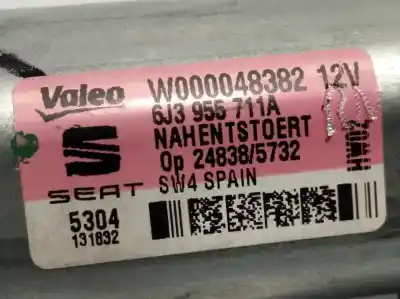 Valeo W000048382 12V
6J3 955 711A
NAHENTSTOERT
Op 24838/5732
SEAT SW4 SPAIN
5304
131832